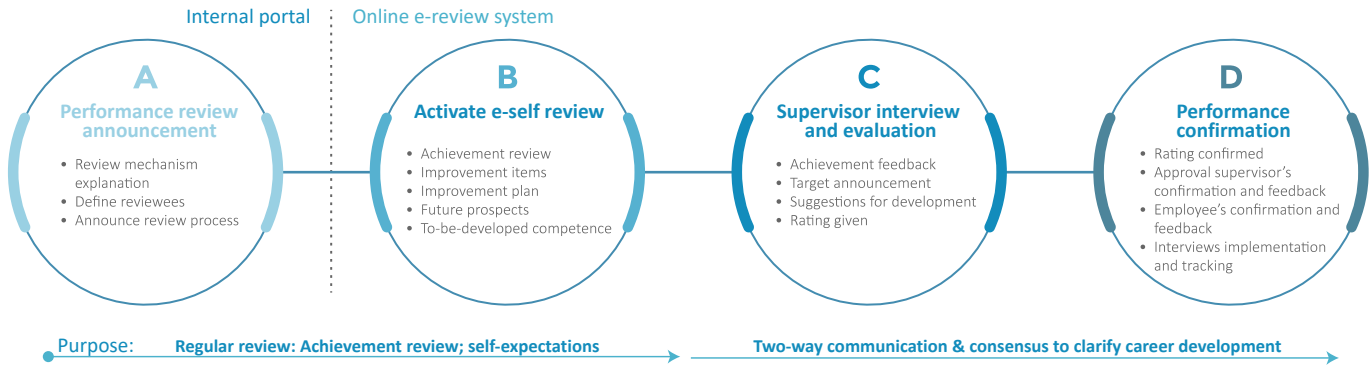 Internal portal
Online e-review system
A
Performance review
announcement
• Review mechanism
explanation
• Define reviewees
• Announce review process
B
Activate e-self review
• Achievement review
• Improvement items
• Improvement plan
• Future prospects
• To-be-developed competence
C
Supervisor interview
and evaluation
• Achievement feedback
• Target announcement
• Suggestions for development
• Rating given
D
Performance
confirmation
• Rating confirmed
• Approval supervisor's
confirmation and feedback
• Employee's confirmation and
feedback
• Interviews implementation
and tracking
Purpose:
Regular review: Achievement review; self-expectations
Two-way communication & consensus to clarify career development